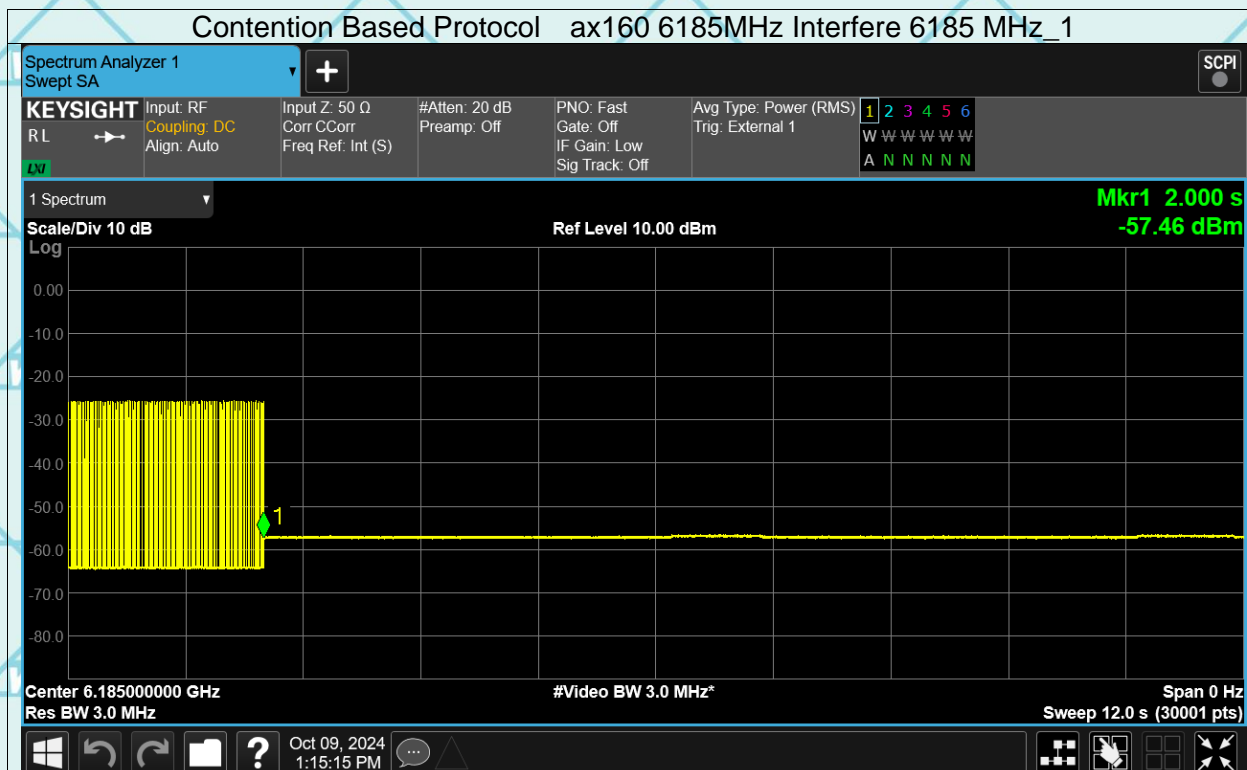 Contention Based Protocol ax160 6185MHz Interfere 6185 MHz_1
Spectrum Analyzer 1
Swept SA
SCPI
KEYSIGHT
RL
LXI
Input: RF
Coupling: DC
Align: Auto
Input Z: 50 Ω
Corr CCorr
Freq Ref: Int (S)
#Atten: 20 dB
Preamp: Off
PNO: Fast
Gate: Off
IF Gain: Low
Sig Track: Off
Avg Type: Power (RMS)
Trig: External 1
1 2 3 4 5 6
W W W W W W
A N N N N N
1 Spectrum
Scale/Div 10 dB
Ref Level 10.00 dBm
Mkr1 2.000 s
-57.46 dBm
Log
0.00
-10.0
-20.0
-30.0
-40.0
-50.0
-60.0
-70.0
-80.0
1
Center 6.185000000 GHz
#Video BW 3.0 MHz*
Span 0 Hz
Res BW 3.0 MHz
Sweep 12.0 s (30001 pts)
?
Oct 09, 2024
1:15:15 PM